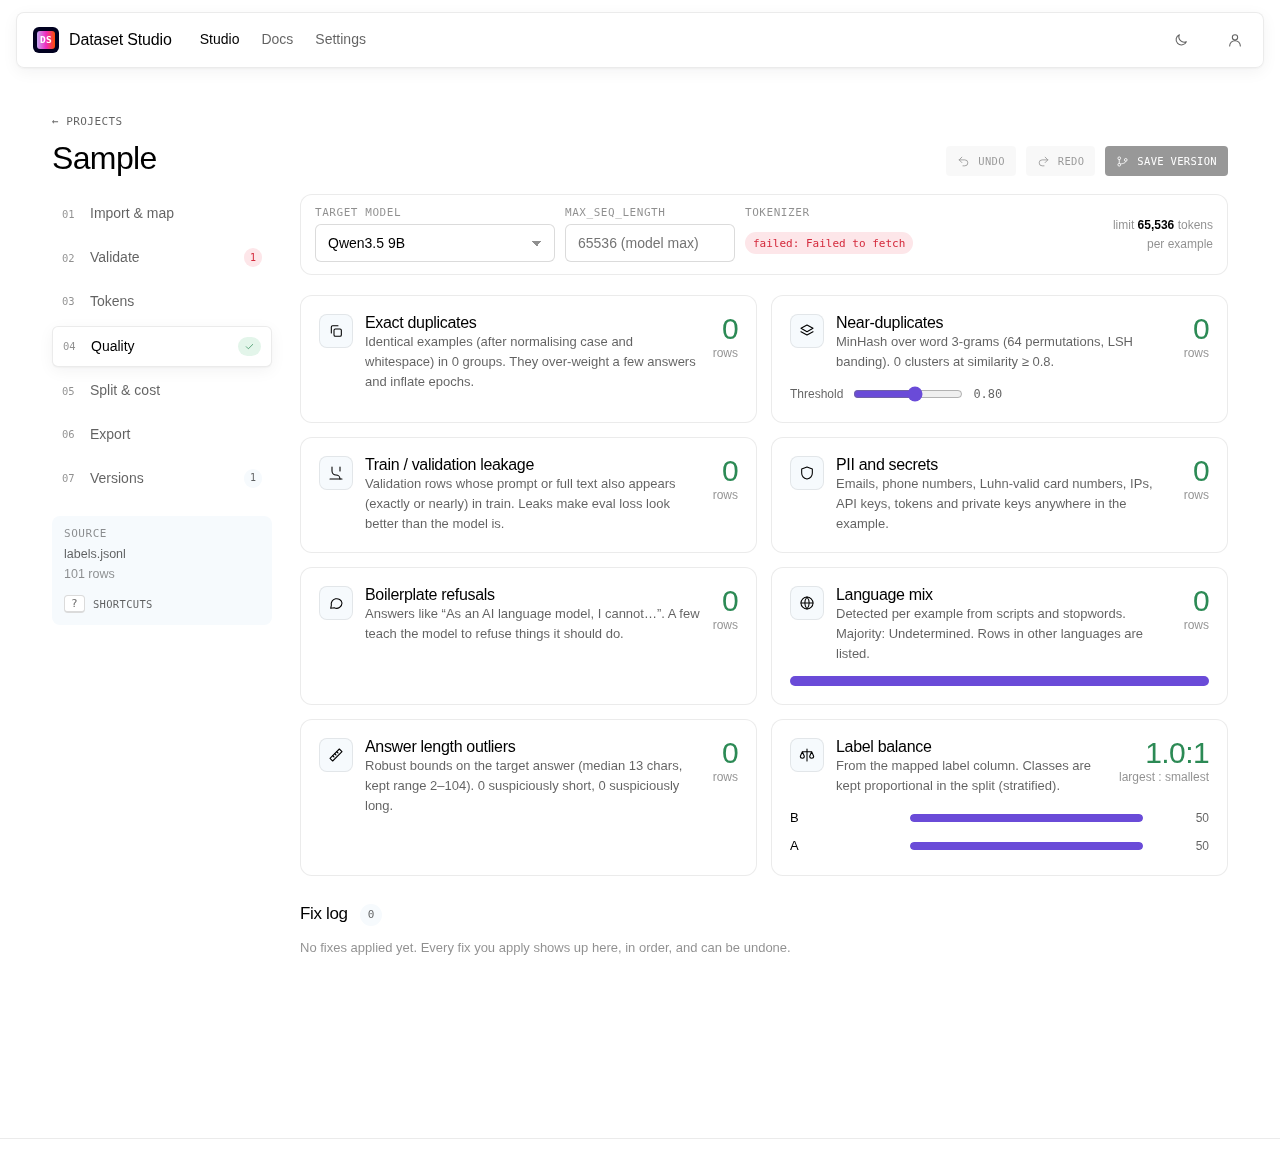 DS
Dataset Studio
Studio
Docs
Settings
← PROJECTS
Sample
UNDO
REDO
SAVE VERSION
01 Import & map
02 Validate 1
03 Tokens
04 Quality
05 Split & cost
06 Export
07 Versions 1
SOURCE
labels.jsonl
101 rows
? SHORTCUTS
TARGET MODEL
Qwen3.5 9B
MAX_SEQ_LENGTH
65536 (model max)
TOKENIZER
failed: Failed to fetch
limit 65,536 tokens
per example
Exact duplicates
Identical examples (after normalising case and
whitespace) in 0 groups. They over-weight a few answers
and inflate epochs.
0
rows
Near-duplicates
MinHash over word 3-grams (64 permutations, LSH
banding). 0 clusters at similarity ≥ 0.8.
0
rows
Threshold 0.80
Train / validation leakage
Validation rows whose prompt or full text also appears
(exactly or nearly) in train. Leaks make eval loss look
better than the model is.
0
rows
PII and secrets
Emails, phone numbers, Luhn-valid card numbers, IPs,
API keys, tokens and private keys anywhere in the
example.
0
rows
Boilerplate refusals
Answers like “As an AI language model, I cannot…”. A few
teach the model to refuse things it should do.
0
rows
Language mix
Detected per example from scripts and stopwords.
Majority: Undetermined. Rows in other languages are
listed.
0
rows
Answer length outliers
Robust bounds on the target answer (median 13 chars,
kept range 2–104). 0 suspiciously short, 0 suspiciously
long.
0
rows
Label balance
From the mapped label column. Classes are
kept proportional in the split (stratified).
1.0:1
largest : smallest
B 50
A 50
Fix log 0
No fixes applied yet. Every fix you apply shows up here, in order, and can be undone.